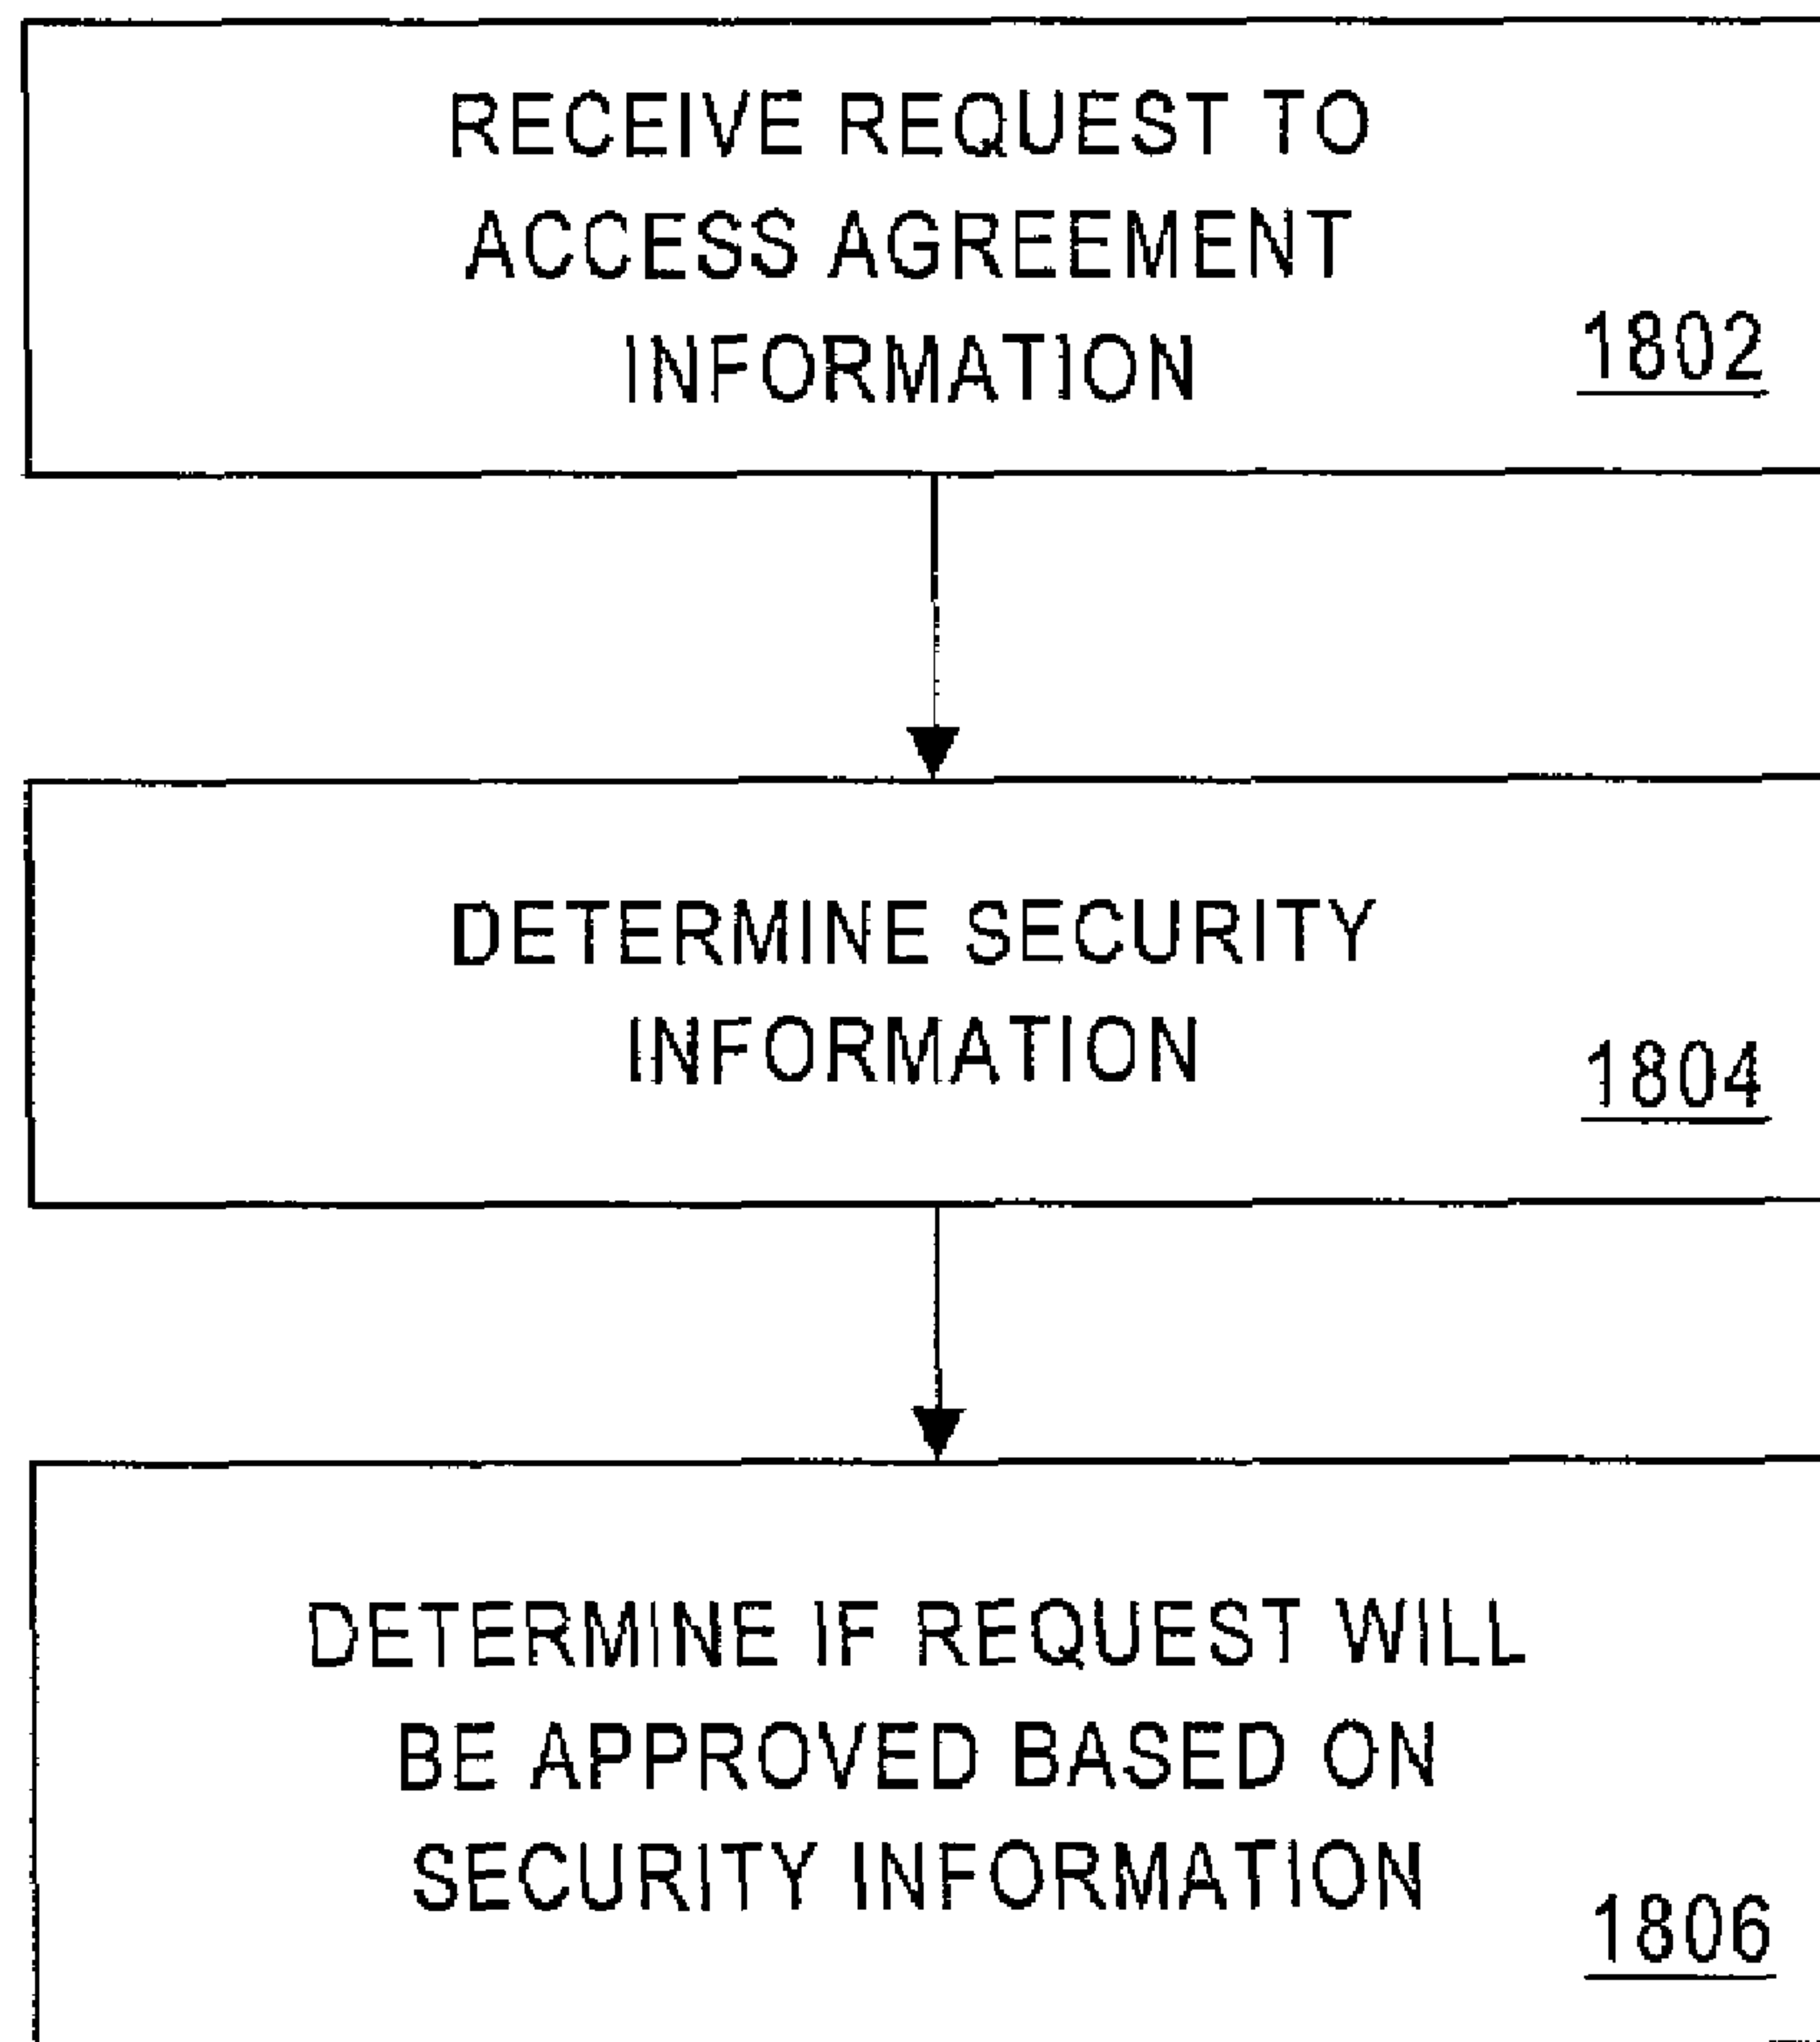 RECEIVE REQUEST TO
ACCESS AGREEMENT
INFORMATION
1802
DETERMINE SECURITY
INFORMATION
1804
DETERMINE IF REQUEST WILL
BE APPROVED BASED ON
SECURITY INFORMATION
1806